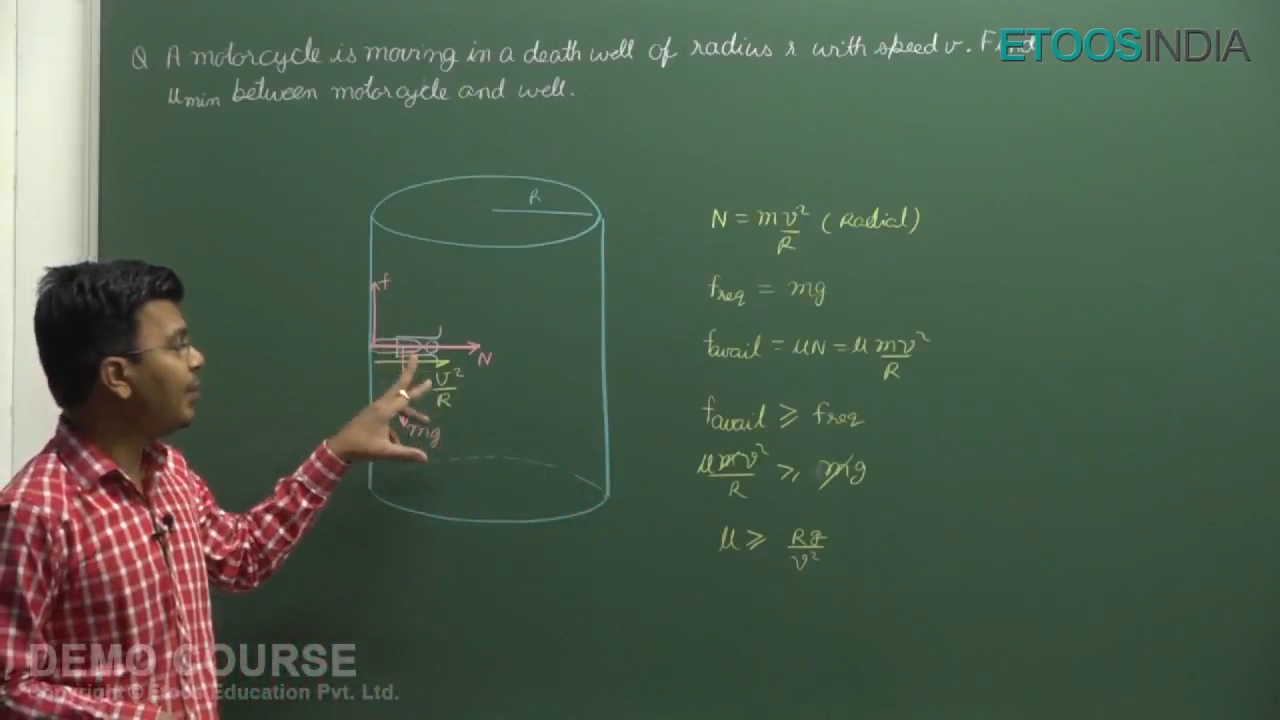 Q A motorcycle is moving in a death well of radius r with speed v. Find
ETOOSINDIA
μmin between motorcycle and well.
R
f
N
v²/R
mg
N = mv²/R (Radial)
freq = mg
favail = μN = μmv²/R
favail ⩾ freq
μmv²/R ⩾ mg
μ ⩾ Rg/v²
DEMO COURSE
Copyright © Etoos Education Pvt. Ltd.